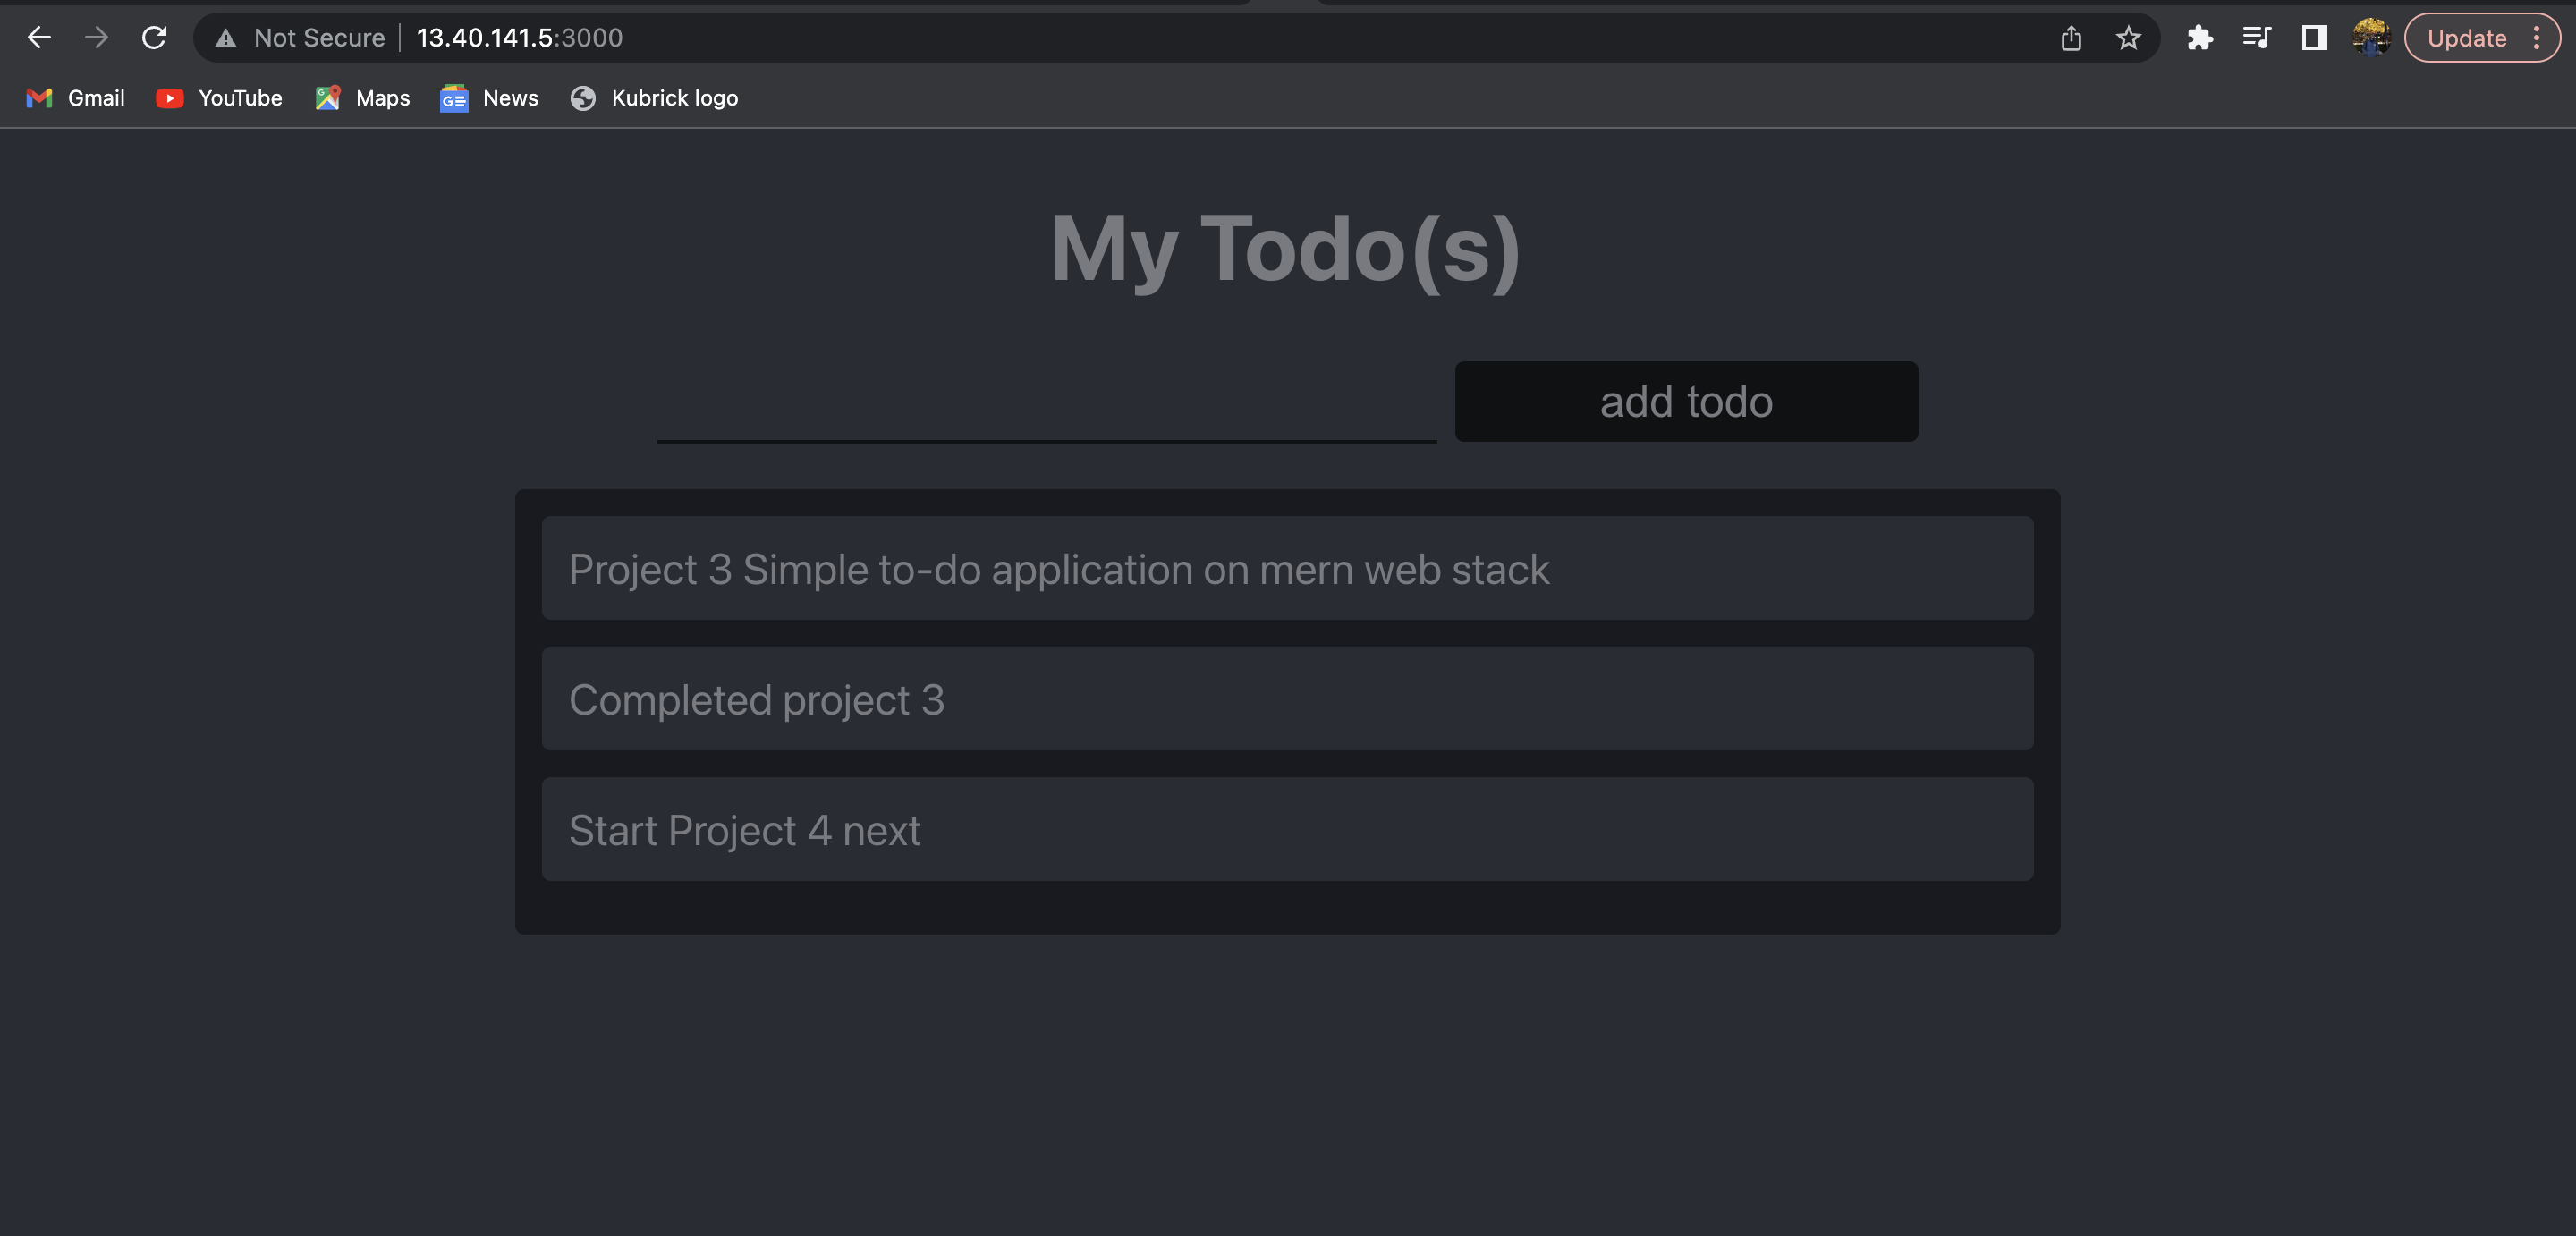 Not Secure 13.40.141.5:3000 Update
Gmail YouTube Maps News Kubrick logo
My Todo(s)
add todo
Project 3 Simple to-do application on mern web stack
Completed project 3
Start Project 4 next